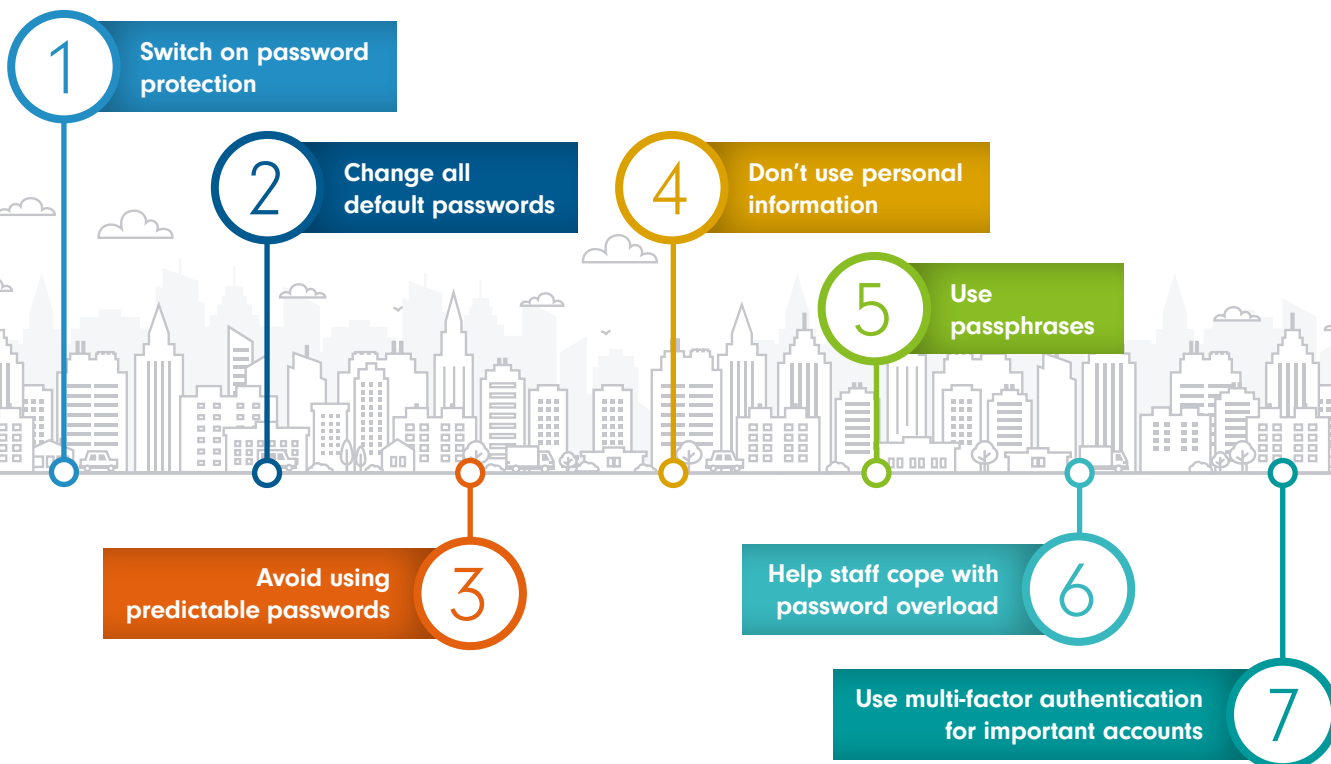 1
Switch on password
protection
2
Change all
default passwords
3
Avoid using
predictable passwords
4
Don’t use personal
information
5
Use
passphrases
6
Help staff cope with
password overload
7
Use multi-factor authentication
for important accounts